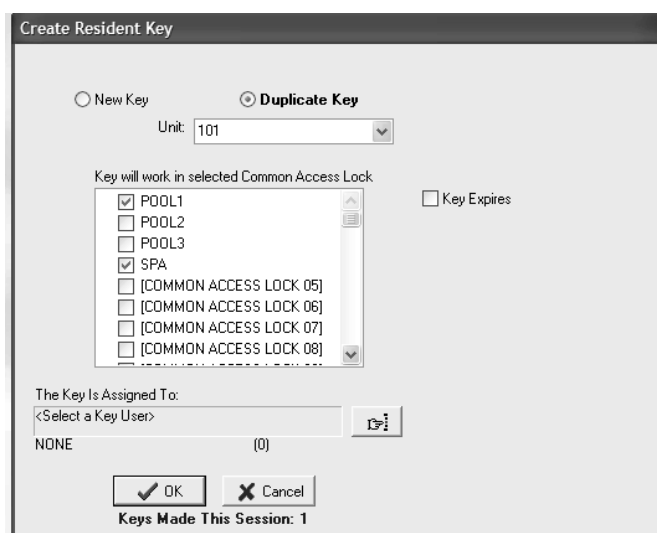 Create Resident Key
New Key Duplicate Key
Unit: 101
Key will work in selected Common Access Lock
POOL1 Key Expires
POOL2
POOL3
SPA
[COMMON ACCESS LOCK 05]
[COMMON ACCESS LOCK 06]
[COMMON ACCESS LOCK 07]
[COMMON ACCESS LOCK 08]
The Key Is Assigned To:
<Select a Key User>
NONE (0)
OK Cancel
Keys Made This Session: 1